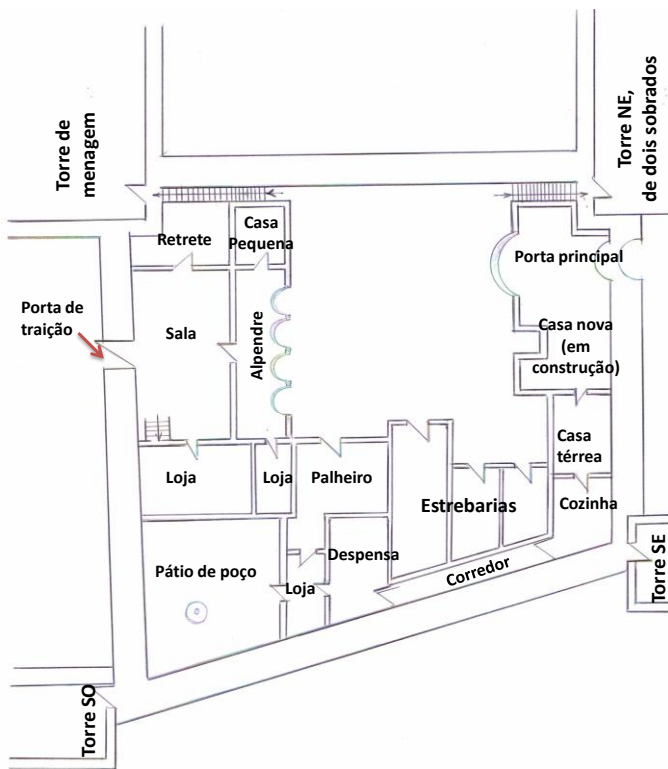 Torre de
menagem
Torre NE,
de dois sobrados
Retrete
Casa
Pequena
Porta principal
Porta de
traição
Sala
Alpendre
Casa nova
(em
construção)
Casa
térrea
Loja
Loja
Palheiro
Estrebarias
Cozinha
Despensa
Pátio de poço
Loja
Corredor
Torre SE
Torre SO